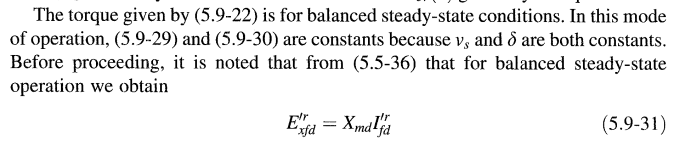 The torque given by (5.9-22) is for balanced steady-state conditions. In this mode
of operation, (5.9-29) and (5.9-30) are constants because vₛ and δ are both constants.
Before proceeding, it is noted that from (5.5-36) that for balanced steady-state
operation we obtain
E′ʳ_xfd = X_md I′ʳ_fd (5.9-31)